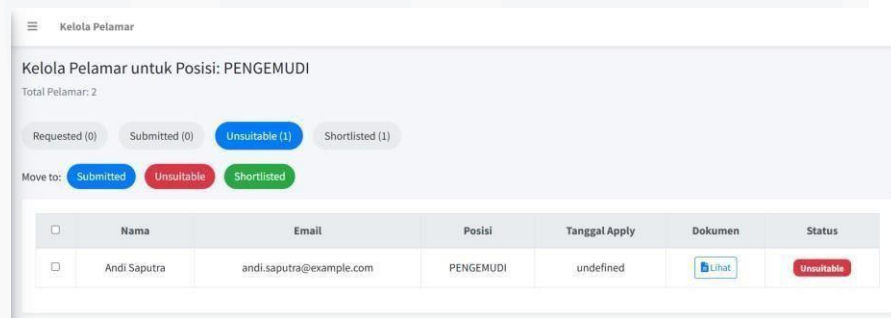 Kelola Pelamar
Kelola Pelamar untuk Posisi: PENGEMUDI
Total Pelamar: 2
Requested (0) Submitted (0) Unsuitable (1) Shortlisted (1)
Move to: Submitted Unsuitable Shortlisted
Nama Email Posisi Tanggal Apply Dokumen Status
Andi Saputra andi.saputra@example.com PENGEMUDI undefined Lihat Unsuitable